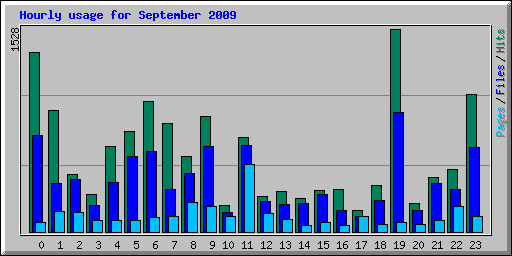 Hourly usage for September 2009
1528
Pages/Files/Hits
0 1 2 3 4 5 6 7 8 9 10 11 12 13 14 15 16 17 18 19 20 21 22 23